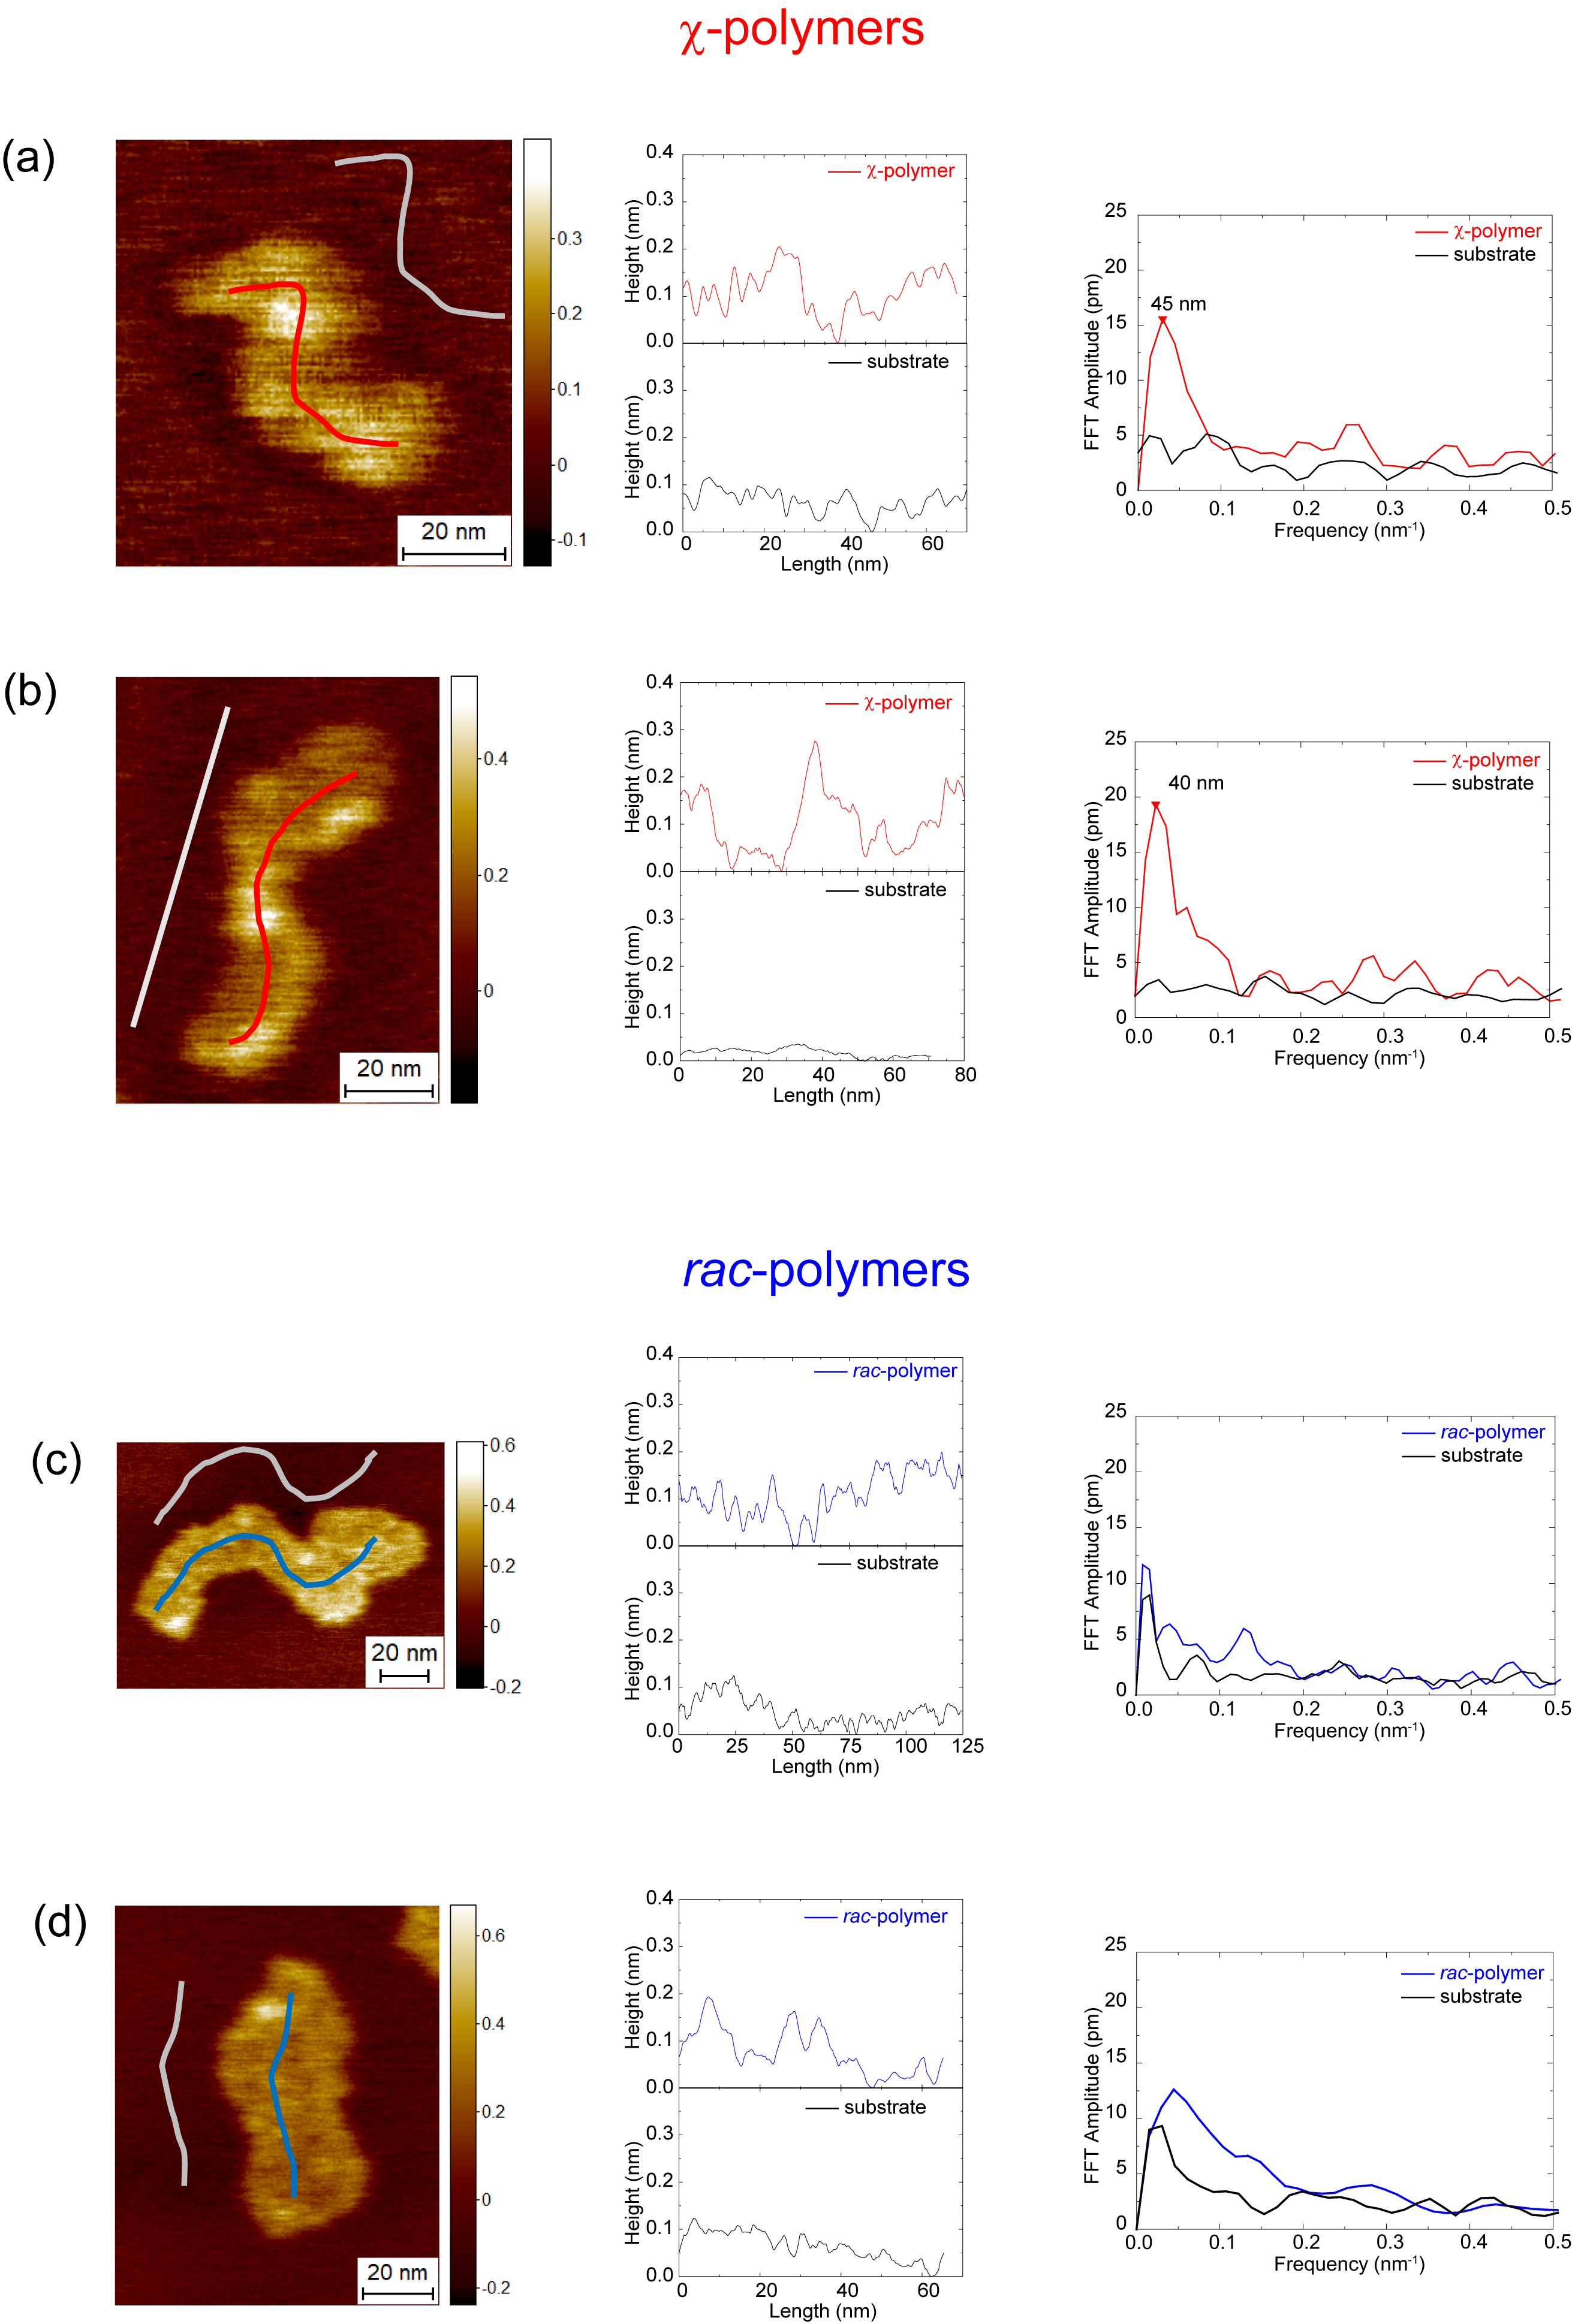 χ-polymers
(a)
0.3
0.2
0.1
0
-0.1
20 nm
0.4
0.3
0.2
0.1
0.0
Height (nm)
χ-polymer
0.3
0.2
0.1
0.0
Height (nm)
substrate
0 20 40 60
Length (nm)
25
20
15
10
5
0
FFT Amplitude (pm)
χ-polymer
substrate
45 nm
0.0 0.1 0.2 0.3 0.4 0.5
Frequency (nm⁻¹)
(b)
0.4
0.2
0
20 nm
0.4
0.3
0.2
0.1
0.0
Height (nm)
χ-polymer
0.3
0.2
0.1
0.0
Height (nm)
substrate
0 20 40 60 80
Length (nm)
25
20
15
10
5
0
FFT Amplitude (pm)
χ-polymer
substrate
40 nm
0.0 0.1 0.2 0.3 0.4 0.5
Frequency (nm⁻¹)
rac-polymers
(c)
0.6
0.4
0.2
0
-0.2
20 nm
0.4
0.3
0.2
0.1
0.0
Height (nm)
rac-polymer
0.3
0.2
0.1
0.0
Height (nm)
substrate
0 25 50 75 100 125
Length (nm)
25
20
15
10
5
0
FFT Amplitude (pm)
rac-polymer
substrate
0.0 0.1 0.2 0.3 0.4 0.5
Frequency (nm⁻¹)
(d)
0.6
0.4
0.2
0
-0.2
20 nm
0.4
0.3
0.2
0.1
0.0
Height (nm)
rac-polymer
0.3
0.2
0.1
0.0
Height (nm)
substrate
0 20 40 60
Length (nm)
25
20
15
10
5
0
FFT Amplitude (pm)
rac-polymer
substrate
0.0 0.1 0.2 0.3 0.4 0.5
Frequency (nm⁻¹)